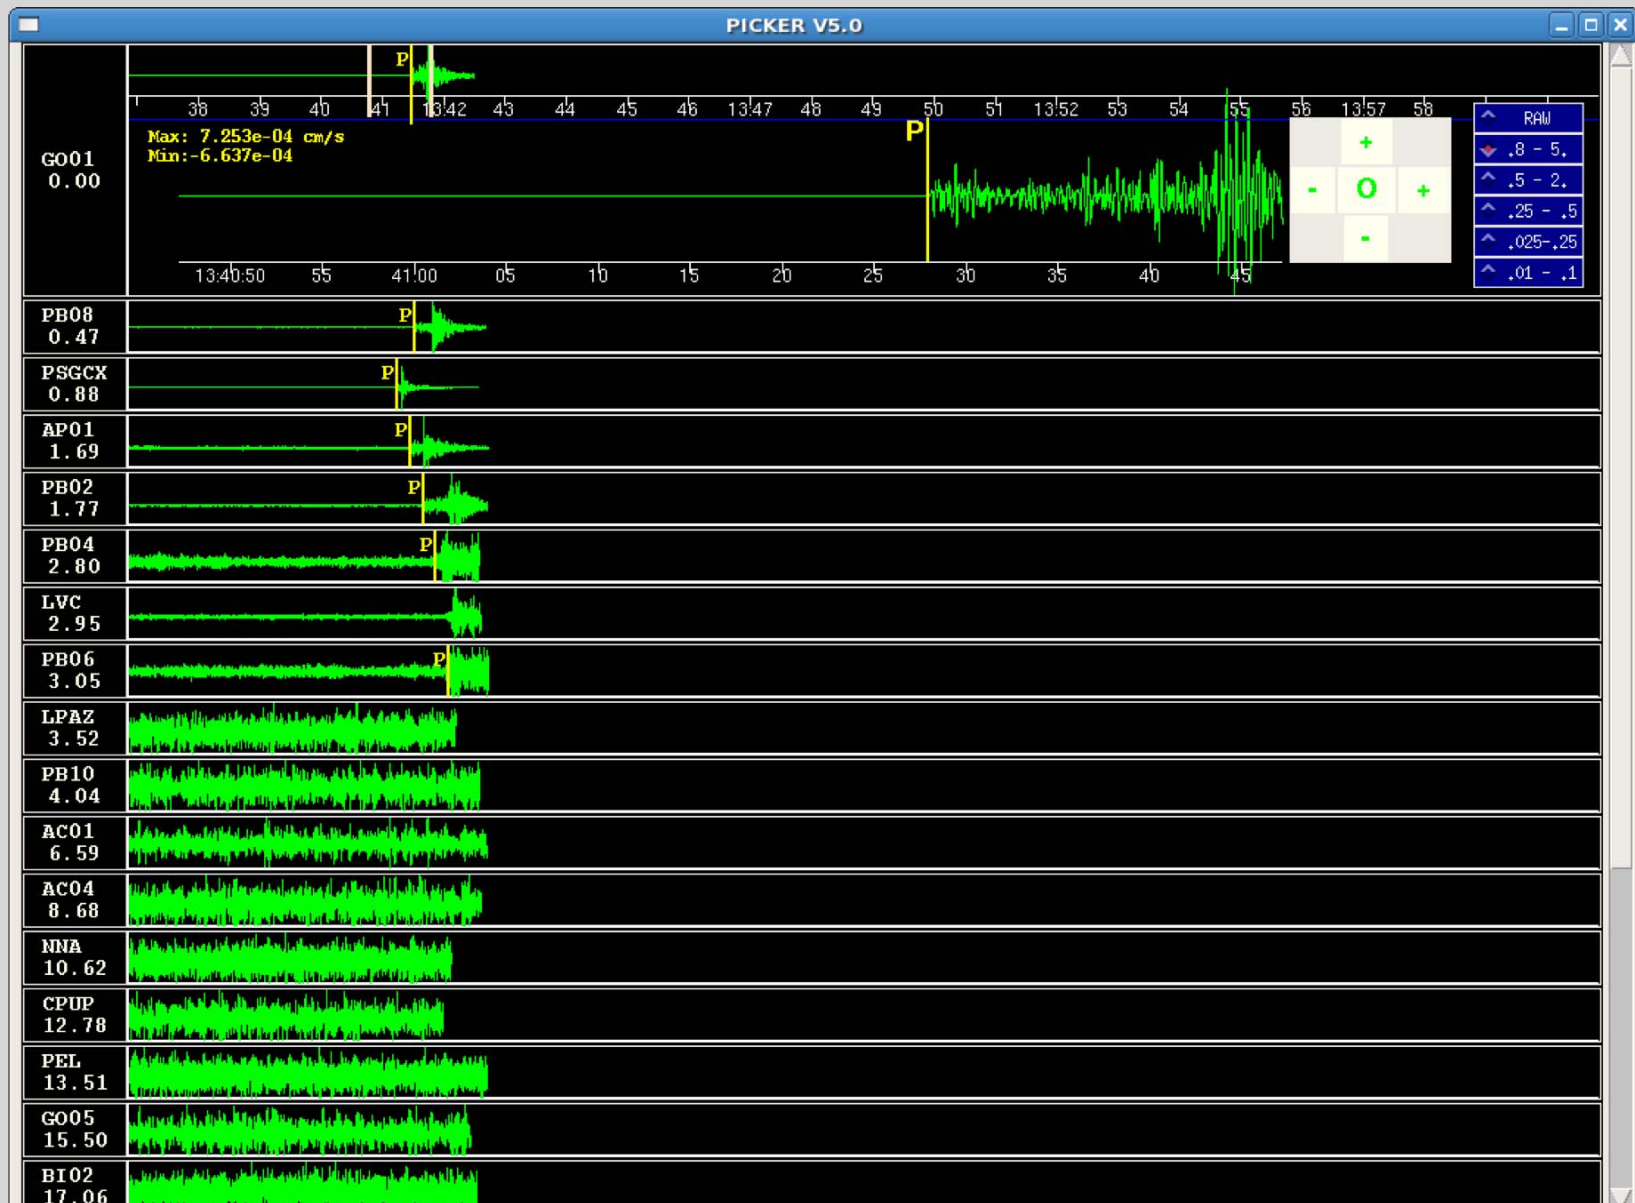 PICKER V5.0
P
38 39 40 41 13:42 43 44 45 46 13:47 48 49 50 51 13:52 53 54 55 56 13:57 58
GO01
0.00
Max: 7.253e-04 cm/s
Min:-6.637e-04
P
13:40:50 55 41:00 05 10 15 20 25 30 35 40 45
+
- O +
-
RAW
.8 - 5.
.5 - 2.
.25 - .5
.025-.25
.01 - .1
PB08
0.47
P
PSGCX
0.88
P
AP01
1.69
P
PB02
1.77
P
PB04
2.80
P
LVC
2.95
PB06
3.05
P
LPAZ
3.52
PB10
4.04
AC01
6.59
AC04
8.68
NNA
10.62
CPUP
12.78
PEL
13.51
GO05
15.50
BI02
17.06